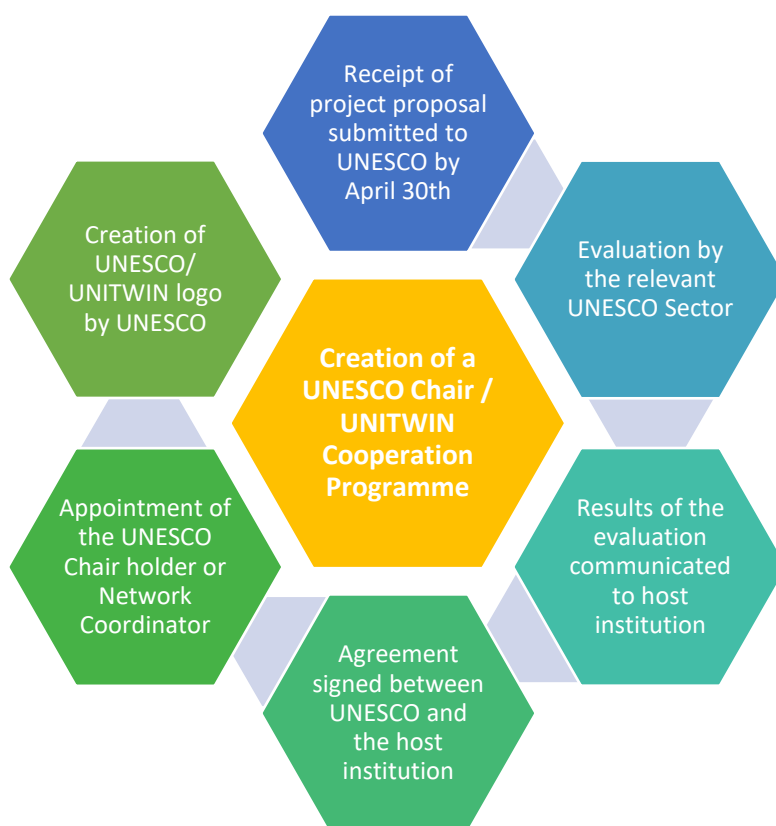 Receipt of
project proposal
submitted to
UNESCO by
April 30th
Evaluation by
the relevant
UNESCO Sector
Results of the
evaluation
communicated
to host
institution
Agreement
signed between
UNESCO and
the host
institution
Appointment of
the UNESCO
Chair holder or
Network
Coordinator
Creation of
UNESCO/
UNITWIN logo
by UNESCO
Creation of a
UNESCO Chair /
UNITWIN
Cooperation
Programme